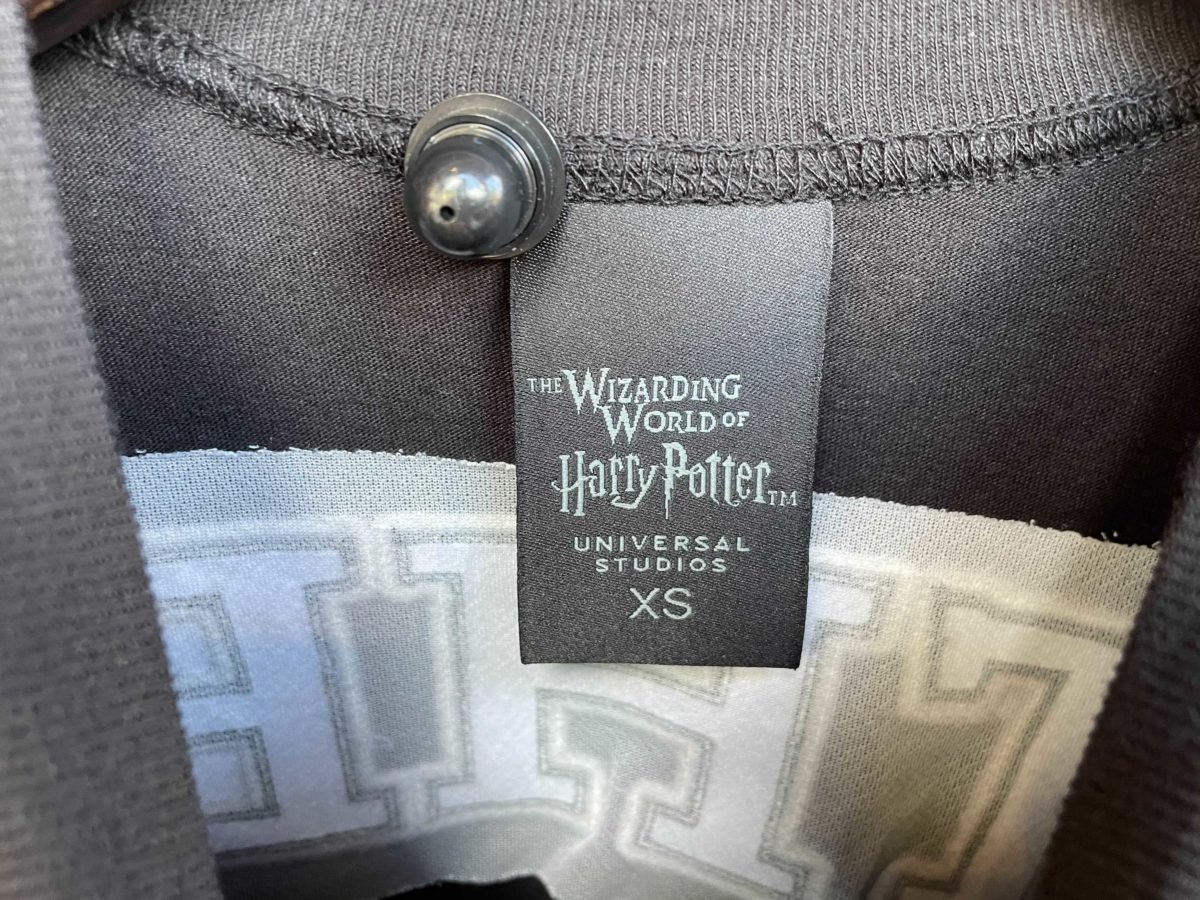 THE WIZARDING
WORLD OF
Harry Potter TM
UNIVERSAL
STUDIOS
XS